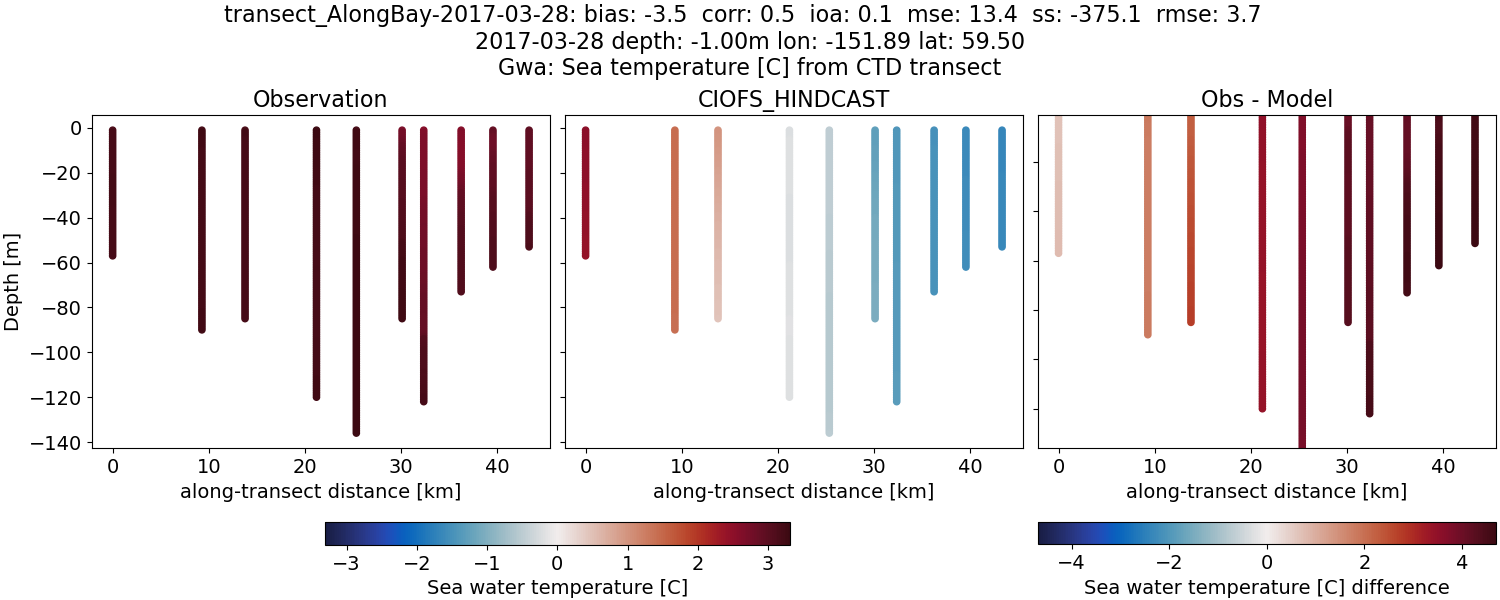 transect_AlongBay-2017-03-28: bias: -3.5  corr: 0.5  ioa: 0.1  mse: 13.4  ss: -375.1  rmse: 3.7
2017-03-28 depth: -1.00m lon: -151.89 lat: 59.50
Gwa: Sea temperature [C] from CTD transect
Observation
CIOFS_HINDCAST
Obs - Model
Depth [m]
0
−20
−40
−60
−80
−100
−120
−140
0 10 20 30 40
0 10 20 30 40
0 10 20 30 40
along-transect distance [km]
along-transect distance [km]
along-transect distance [km]
−3 −2 −1 0 1 2 3
Sea water temperature [C]
−4 −2 0 2 4
Sea water temperature [C] difference